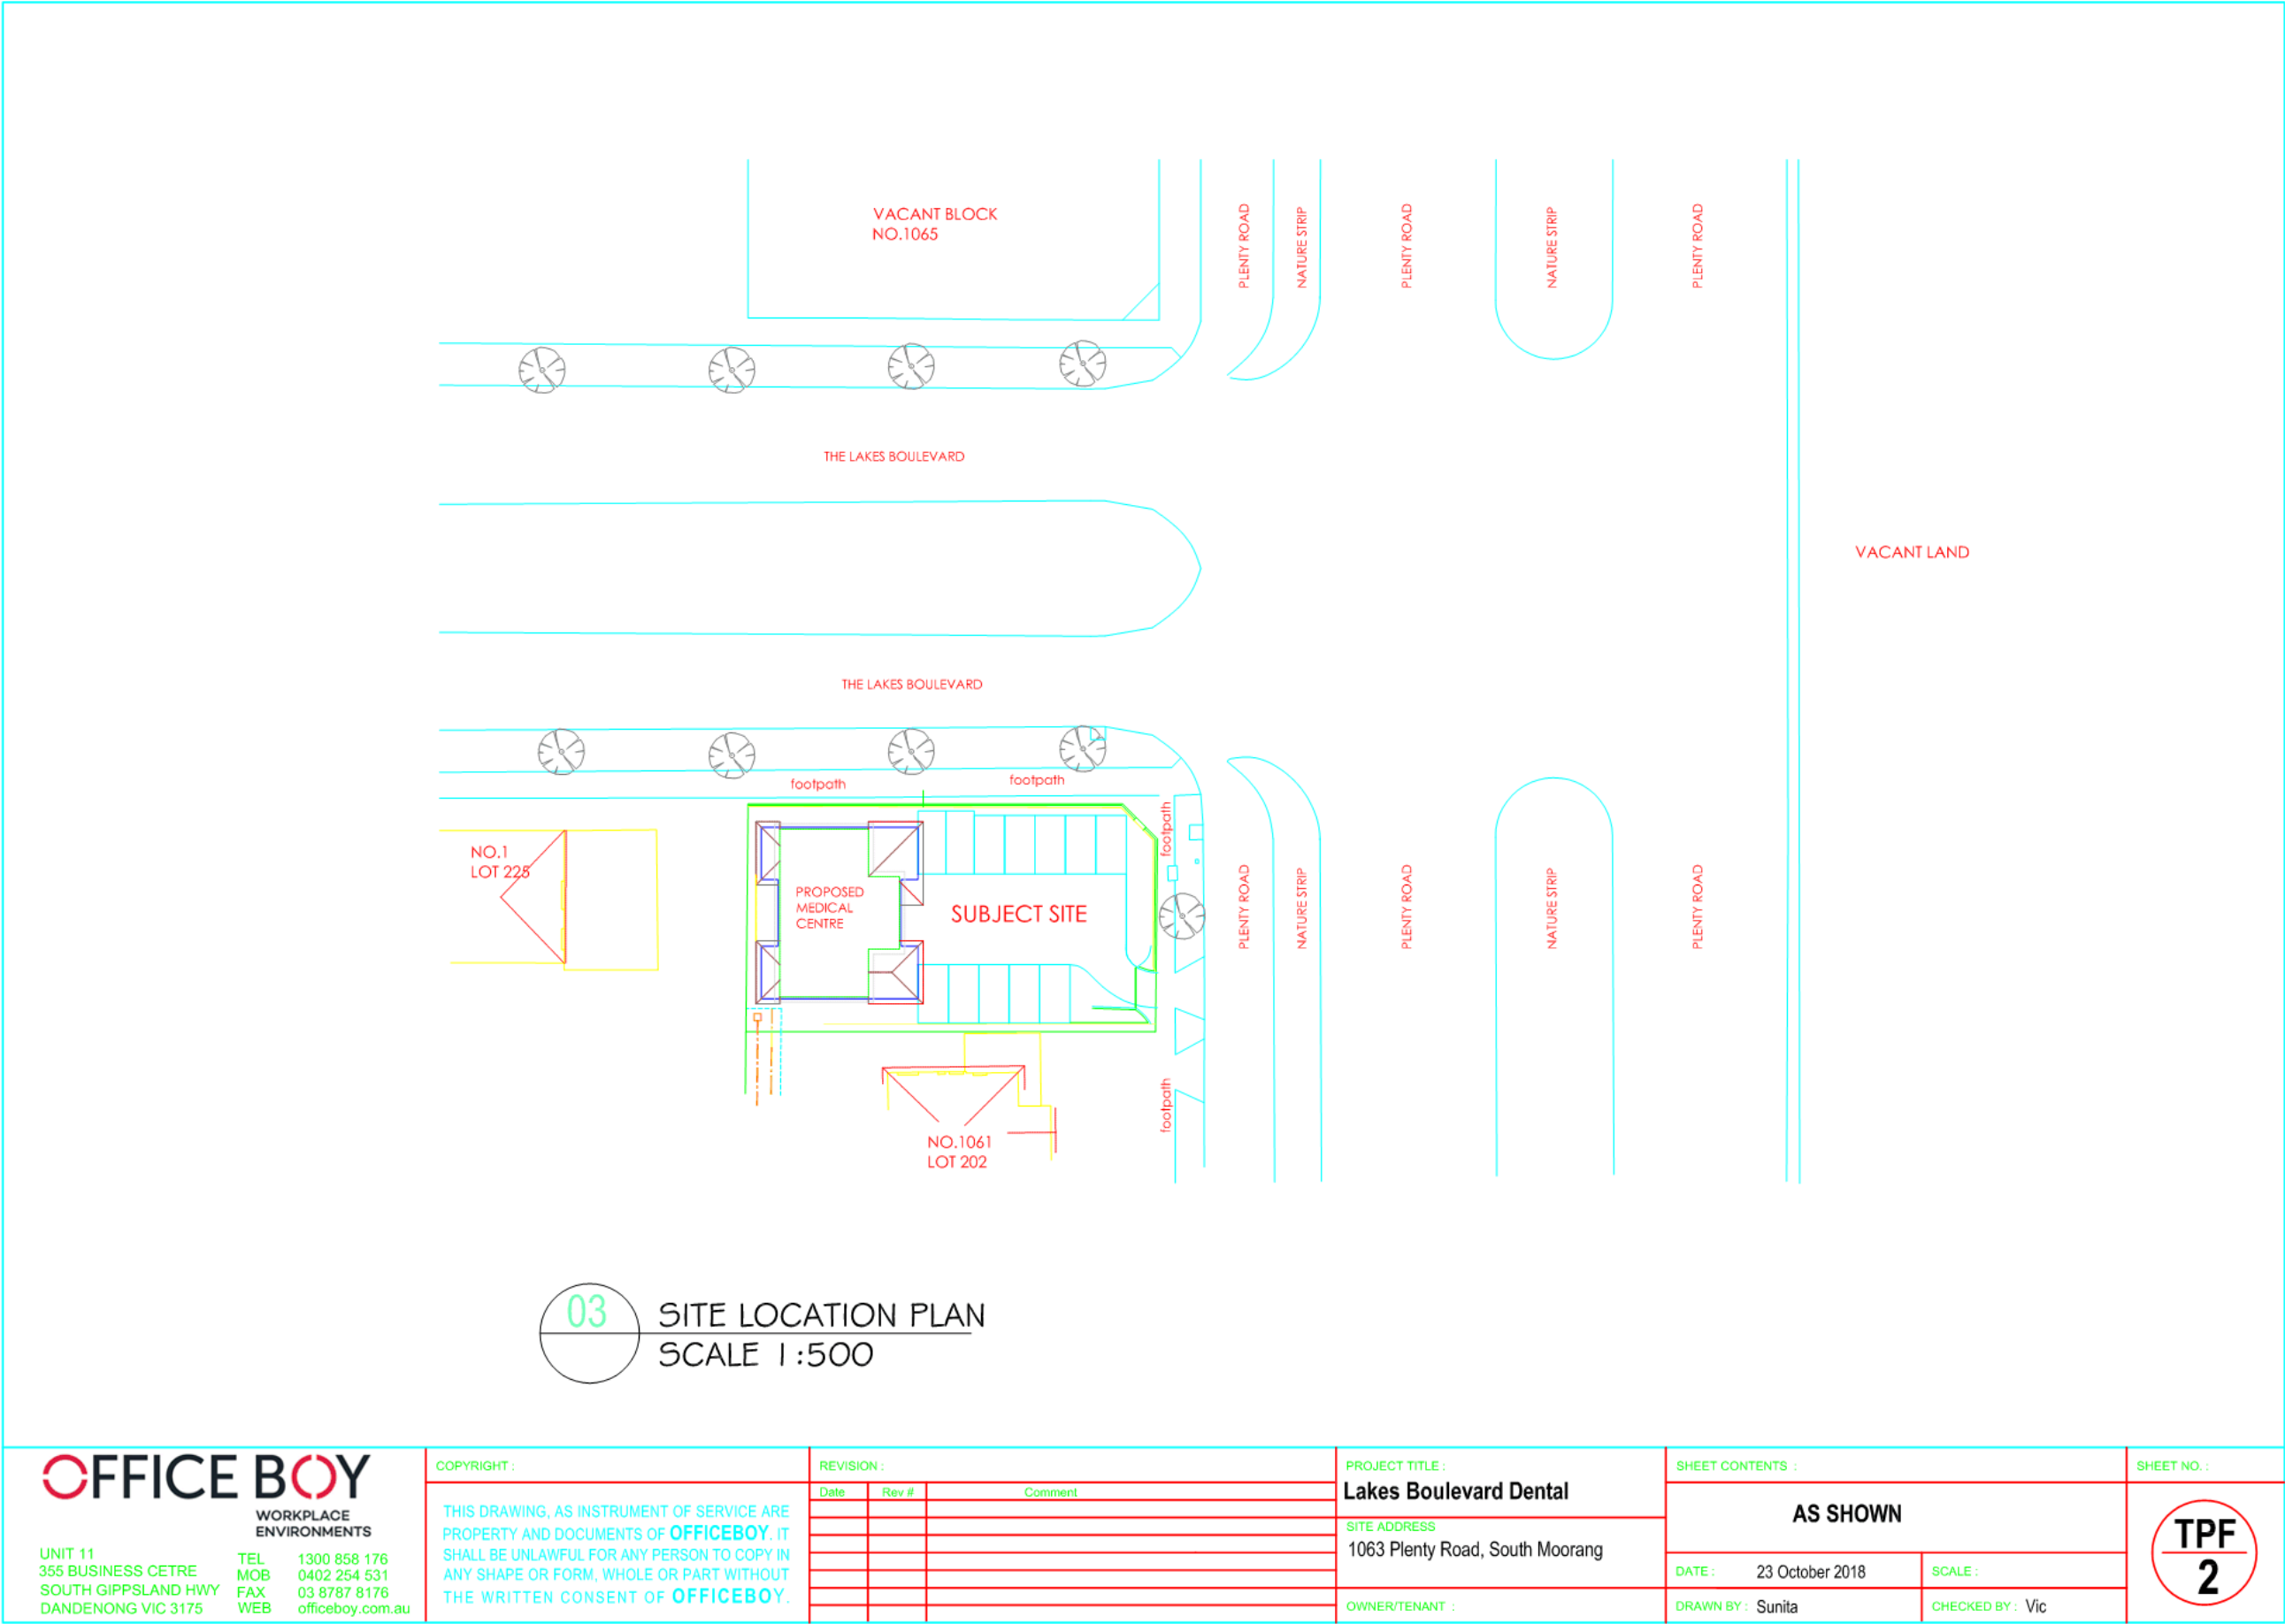 VACANT BLOCK
NO.1065
PLENTY ROAD
NATURE STRIP
PLENTY ROAD
NATURE STRIP
PLENTY ROAD
THE LAKES BOULEVARD
VACANT LAND
THE LAKES BOULEVARD
footpath
footpath
footpath
NO.1
LOT 225
PROPOSED
MEDICAL
CENTRE
SUBJECT SITE
PLENTY ROAD
NATURE STRIP
PLENTY ROAD
NATURE STRIP
PLENTY ROAD
footpath
NO.1061
LOT 202
03
SITE LOCATION PLAN
SCALE 1:500
OFFICE BOY
WORKPLACE
ENVIRONMENTS
UNIT 11
355 BUSINESS CETRE
SOUTH GIPPSLAND HWY
DANDENONG VIC 3175
TEL 1300 858 176
MOB 0402 254 531
FAX 03 8787 8176
WEB officeboy.com.au
COPYRIGHT :
THIS DRAWING, AS INSTRUMENT OF SERVICE ARE
PROPERTY AND DOCUMENTS OF OFFICEBOY. IT
SHALL BE UNLAWFUL FOR ANY PERSON TO COPY IN
ANY SHAPE OR FORM, WHOLE OR PART WITHOUT
THE WRITTEN CONSENT OF OFFICEBOY.
REVISION :
Date Rev # Comment
PROJECT TITLE :
Lakes Boulevard Dental
SITE ADDRESS
1063 Plenty Road, South Moorang
OWNER/TENANT :
SHEET CONTENTS :
AS SHOWN
DATE : 23 October 2018
SCALE :
DRAWN BY : Sunita
CHECKED BY : Vic
SHEET NO. :
TPF
2